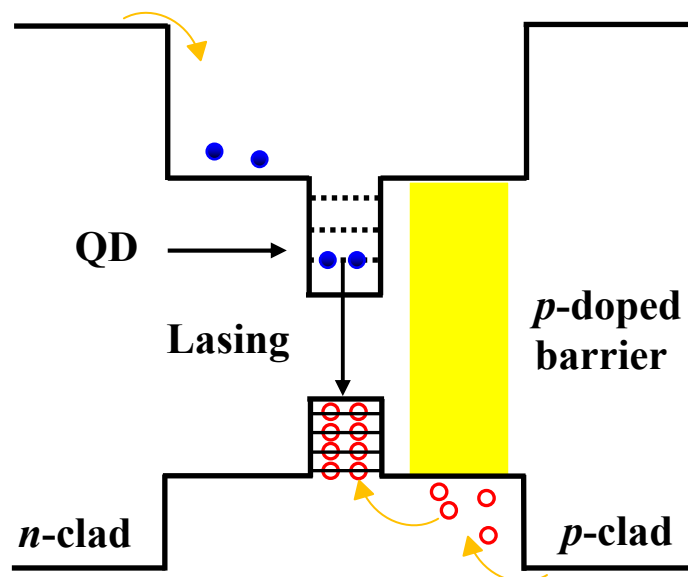 QD
Lasing
p-doped
barrier
n-clad
p-clad